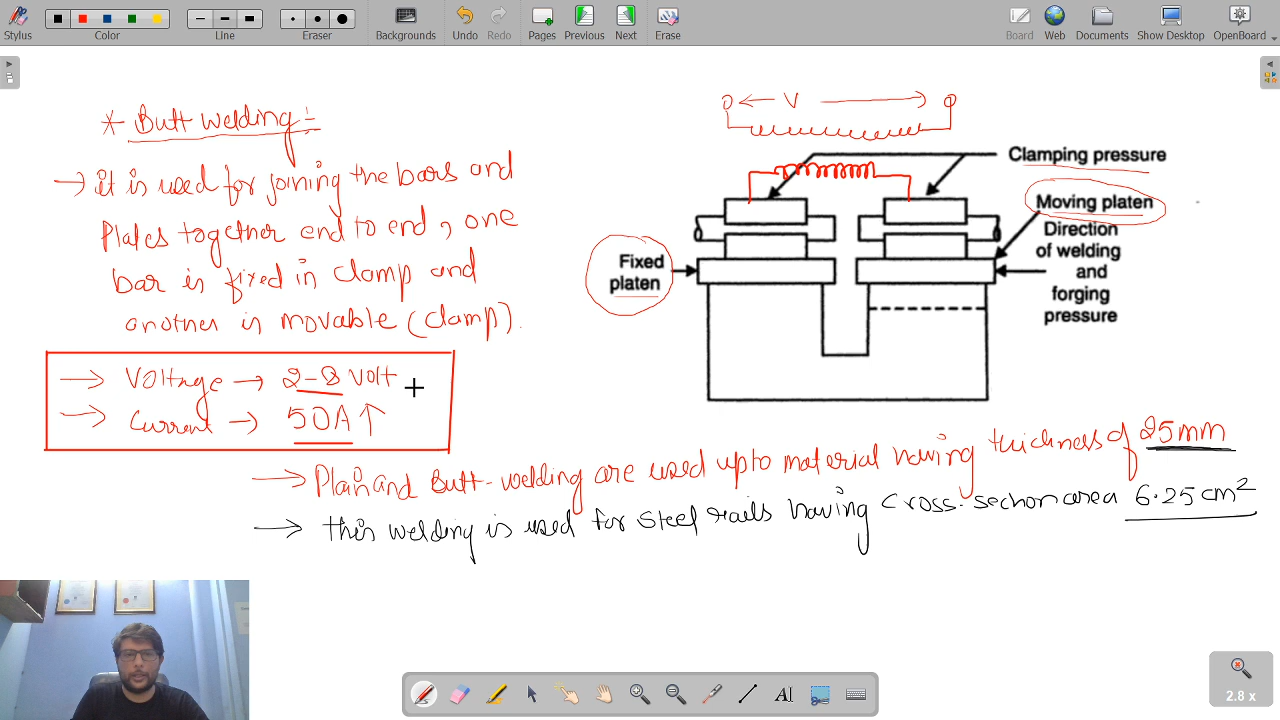 Stylus
Color
Line
Eraser
Backgrounds
Undo
Redo
Pages
Previous
Next
Erase
Board
Web
Documents
Show Desktop
OpenBoard
* Butt welding :-
→ it is used for joining the bars and
Plates together end to end, one
bar is fixed in clamp and
another is movable (clamp).
→ Voltage → 2-8 Volt
→ Current → 50A ↑
← V →
Clamping pressure
Moving platen
Direction
of welding
and
forging
pressure
Fixed
platen
→ Plain and Butt-welding are used upto material having thickness of 25mm
→ this welding is used for steel rails having cross-section area 6.25 cm²
2.8 x